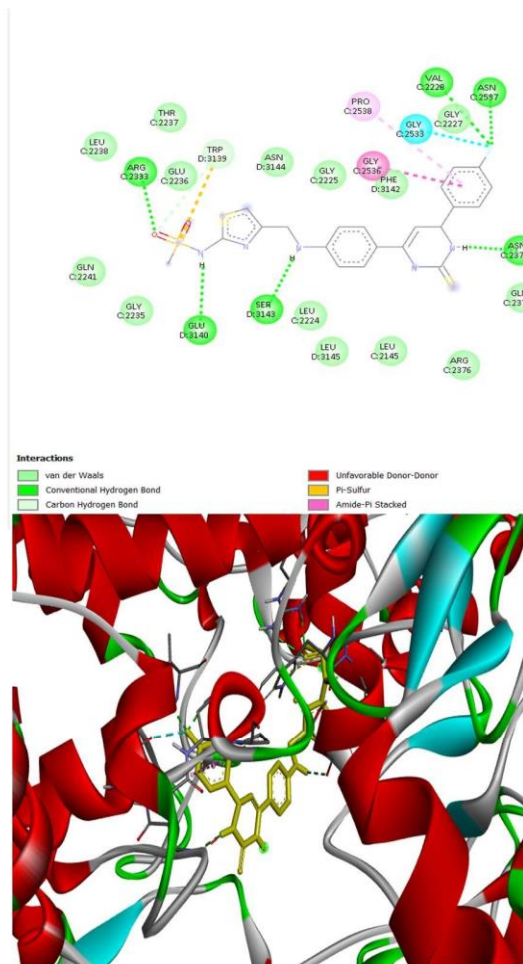 VAL
C:2228
ASN
PRO
C:2538
GLY
C:2533
GLY
C:2227
THR
C:2237
LEU
C:2238
ARG
GLU
C:2236
TRP
D:3139
ASN
D:3144
GLY
C:2225
GLY
C:2536
PHE
D:3142
N
H
N
N
S
S
O
H
H
N
ASN
GLN
C:2241
GLY
C:2235
GLU
D:3140
SER
D:3143
LEU
C:2224
LEU
D:3145
LEU
C:2145
ARG
C:2376
Interactions
van der Waals
Conventional Hydrogen Bond
Carbon Hydrogen Bond
Unfavorable Donor-Donor
Pi-Sulfur
Amide-Pi Stacked